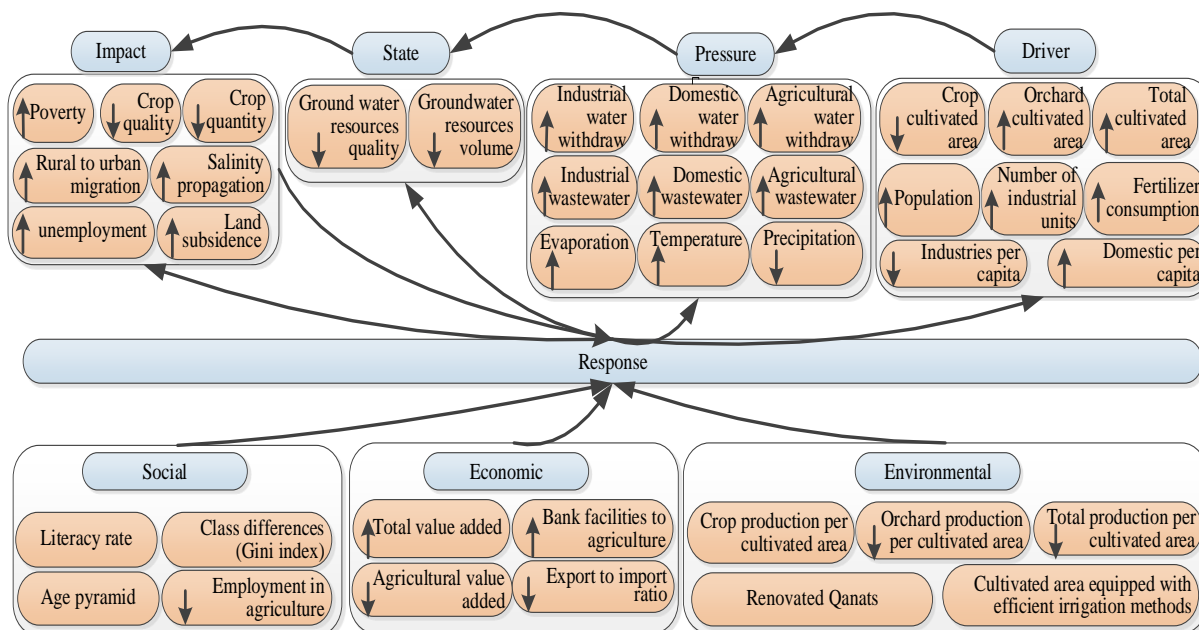 Impact
State
Pressure
Driver
Poverty
Crop
quality
Crop
quantity
Rural to urban
migration
Salinity
propagation
unemployment
Land
subsidence
Ground water
resources
quality
Groundwater
resources
volume
Industrial
water
withdraw
Domestic
water
withdraw
Agricultural
water
withdraw
Industrial
wastewater
Domestic
wastewater
Agricultural
wastewater
Evaporation
Temperature
Precipitation
Crop
cultivated
area
Orchard
cultivated
area
Total
cultivated
area
Population
Number of
industrial
units
Fertilizer
consumption
Industries per
capita
Domestic per
capita
Response
Social
Economic
Environmental
Literacy rate
Class differences
(Gini index)
Age pyramid
Employment in
agriculture
Total value added
Bank facilities to
agriculture
Agricultural value
added
Export to import
ratio
Crop production per
cultivated area
Orchard production
per cultivated area
Total production per
cultivated area
Renovated Qanats
Cultivated area equipped with
efficient irrigation methods